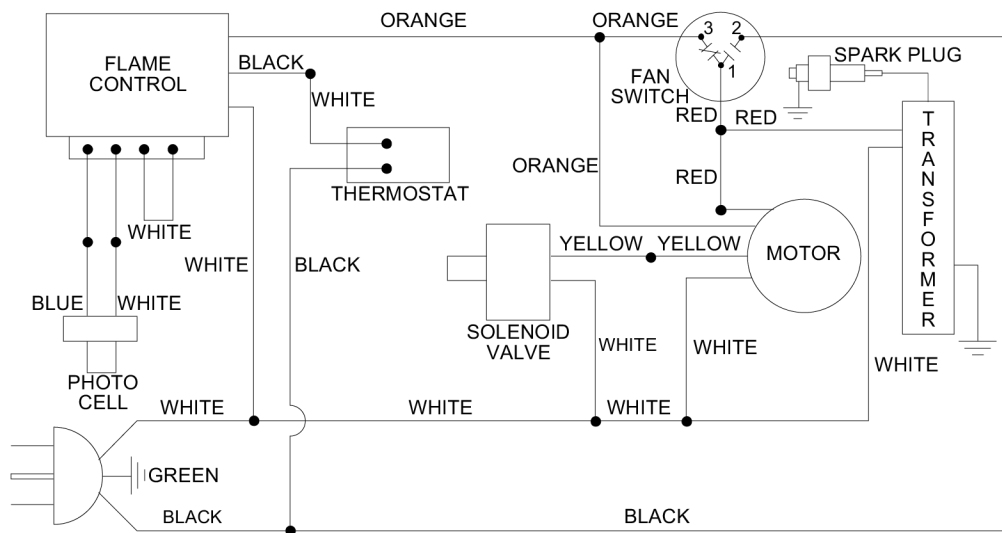 ORANGE
ORANGE
3
2
1
FLAME
CONTROL
BLACK
WHITE
FAN
SWITCH
SPARK PLUG
RED
RED
TRANSFORMER
THERMOSTAT
ORANGE
RED
WHITE
YELLOW
YELLOW
MOTOR
WHITE
BLACK
BLUE
WHITE
SOLENOID
VALVE
WHITE
WHITE
WHITE
PHOTO
CELL
WHITE
WHITE
WHITE
GREEN
BLACK
BLACK